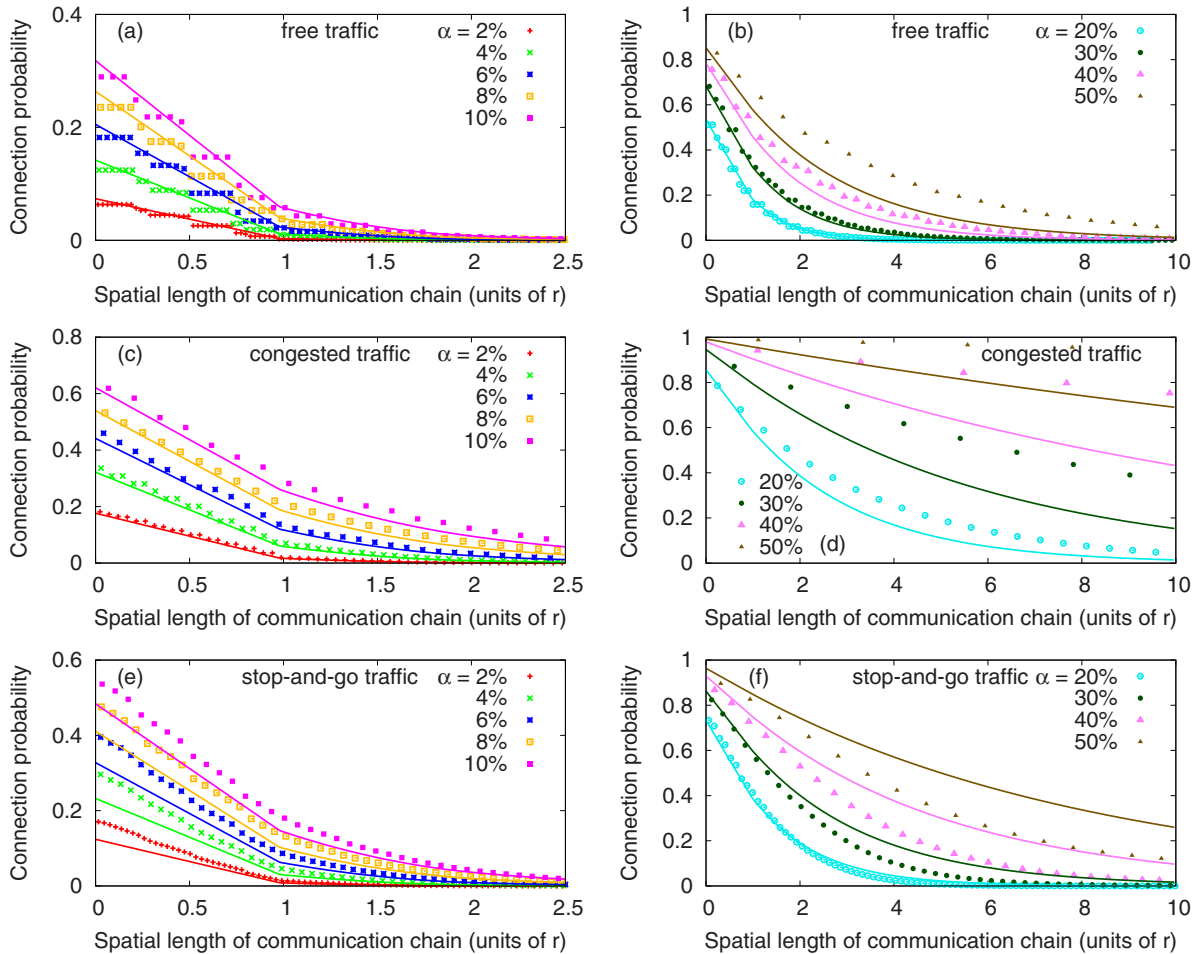 (a) free traffic α = 2%
4%
6%
8%
10%
Connection probability
0.4
0.2
0
0 0.5 1 1.5 2 2.5
Spatial length of communication chain (units of r)
(b) free traffic α = 20%
30%
40%
50%
Connection probability
1
0.8
0.6
0.4
0.2
0
0 2 4 6 8 10
Spatial length of communication chain (units of r)
(c) congested traffic α = 2%
4%
6%
8%
10%
Connection probability
0.8
0.6
0.4
0.2
0
0 0.5 1 1.5 2 2.5
Spatial length of communication chain (units of r)
congested traffic
20%
30%
40%
50%
(d)
Connection probability
1
0.8
0.6
0.4
0.2
0
0 2 4 6 8 10
Spatial length of communication chain (units of r)
(e) stop-and-go traffic α = 2%
4%
6%
8%
10%
Connection probability
0.6
0.4
0.2
0
0 0.5 1 1.5 2 2.5
Spatial length of communication chain (units of r)
(f) stop-and-go traffic α = 20%
30%
40%
50%
Connection probability
1
0.8
0.6
0.4
0.2
0
0 2 4 6 8 10
Spatial length of communication chain (units of r)